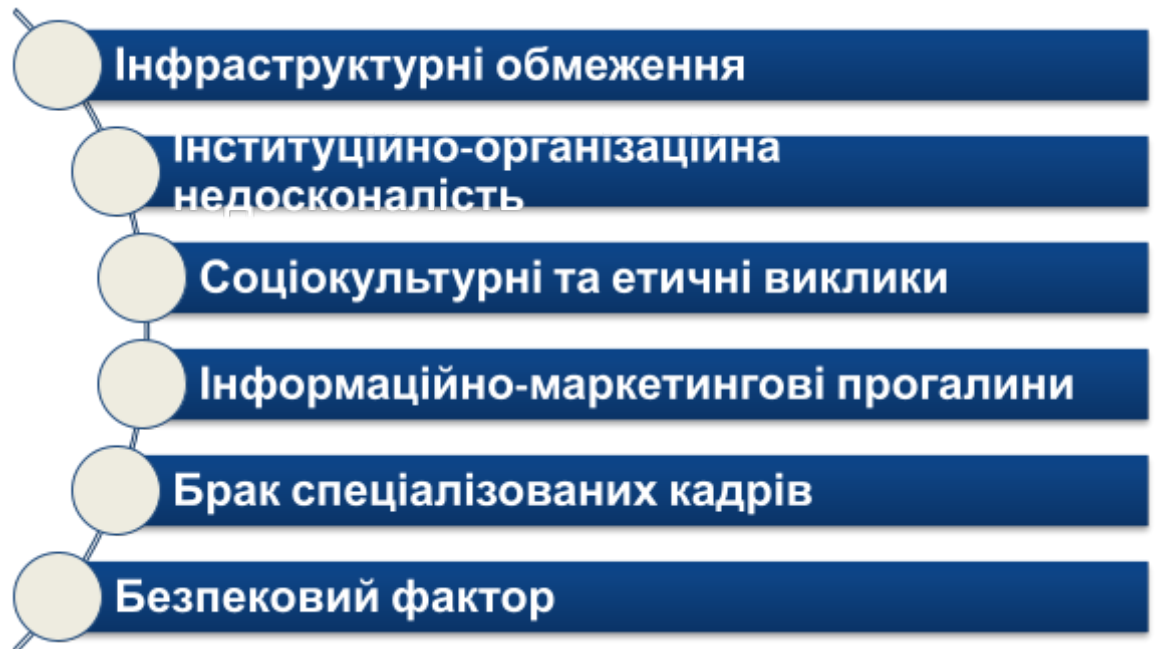 Інфраструктурні обмеження
Інституційно-організаційна
недосконалість
Соціокультурні та етичні виклики
Інформаційно-маркетингові прогалини
Брак спеціалізованих кадрів
Безпековий фактор